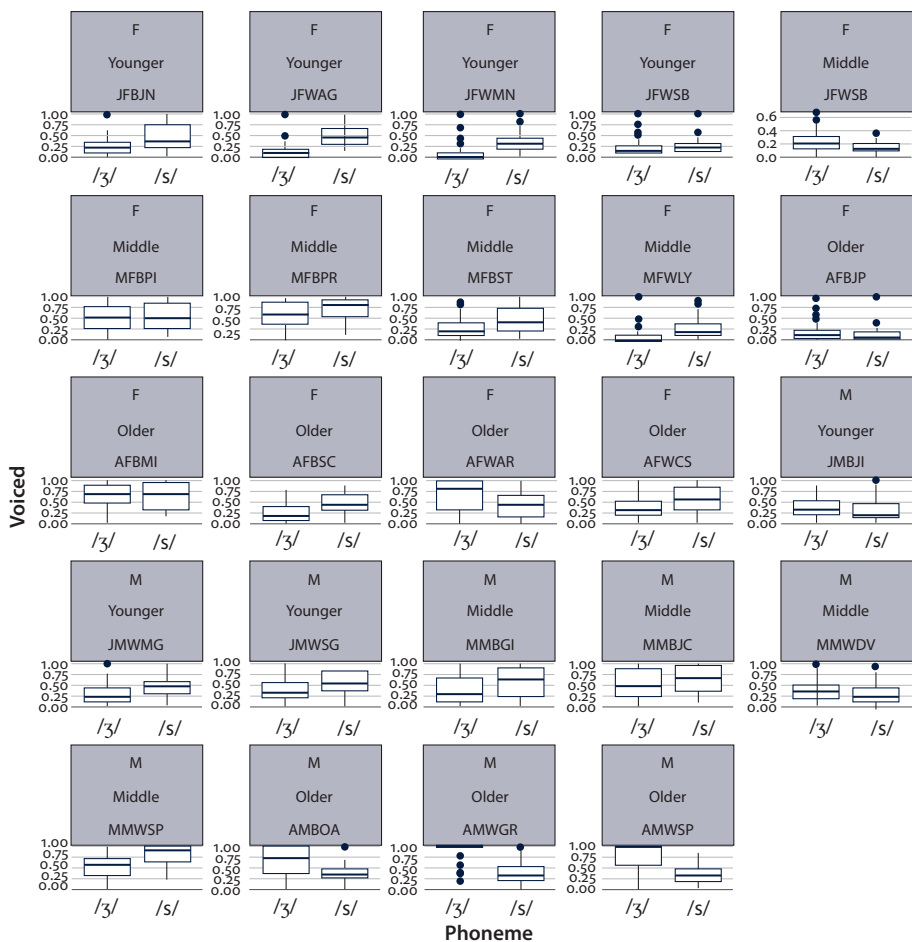 F
Younger
JFBJN
1.00
0.75
0.50
0.25
0.00
/ʒ/ /s/
F
Younger
JFWAG
1.00
0.75
0.50
0.25
0.00
/ʒ/ /s/
F
Younger
JFWMN
1.00
0.75
0.50
0.25
0.00
/ʒ/ /s/
F
Younger
JFWSB
1.00
0.75
0.50
0.25
0.00
/ʒ/ /s/
F
Middle
JFWSB
0.6
0.4
0.2
0.0
/ʒ/ /s/
F
Middle
MFBPI
1.00
0.75
0.50
0.25
0.00
/ʒ/ /s/
F
Middle
MFBPR
1.00
0.75
0.50
0.25
/ʒ/ /s/
F
Middle
MFBST
1.00
0.75
0.50
0.25
0.00
/ʒ/ /s/
F
Middle
MFWLY
1.00
0.75
0.50
0.25
0.00
/ʒ/ /s/
F
Older
AFBJP
1.00
0.75
0.50
0.25
0.00
/ʒ/ /s/
F
Older
AFBMI
1.00
0.75
0.50
0.25
0.00
/ʒ/ /s/
F
Older
AFBSC
1.00
0.75
0.50
0.25
0.00
/ʒ/ /s/
F
Older
AFWAR
1.00
0.75
0.50
0.25
0.00
/ʒ/ /s/
F
Older
AFWCS
1.00
0.75
0.50
0.25
0.00
/ʒ/ /s/
M
Younger
JMBJI
1.00
0.75
0.50
0.25
0.00
/ʒ/ /s/
Voiced
M
Younger
JMWMG
1.00
0.75
0.50
0.25
0.00
/ʒ/ /s/
M
Younger
JMWSG
1.00
0.75
0.50
0.25
0.00
/ʒ/ /s/
M
Middle
MMBGI
1.00
0.75
0.50
0.25
0.00
/ʒ/ /s/
M
Middle
MMBJC
1.00
0.75
0.50
0.25
0.00
/ʒ/ /s/
M
Middle
MMWDV
1.00
0.75
0.50
0.25
0.00
/ʒ/ /s/
M
Middle
MMWSP
1.00
0.75
0.50
0.25
0.00
/ʒ/ /s/
M
Older
AMBOA
1.00
0.75
0.50
0.25
0.00
/ʒ/ /s/
M
Older
AMWGR
1.00
0.75
0.50
0.25
0.00
/ʒ/ /s/
M
Older
AMWSP
1.00
0.75
0.50
0.25
0.00
/ʒ/ /s/
Phoneme